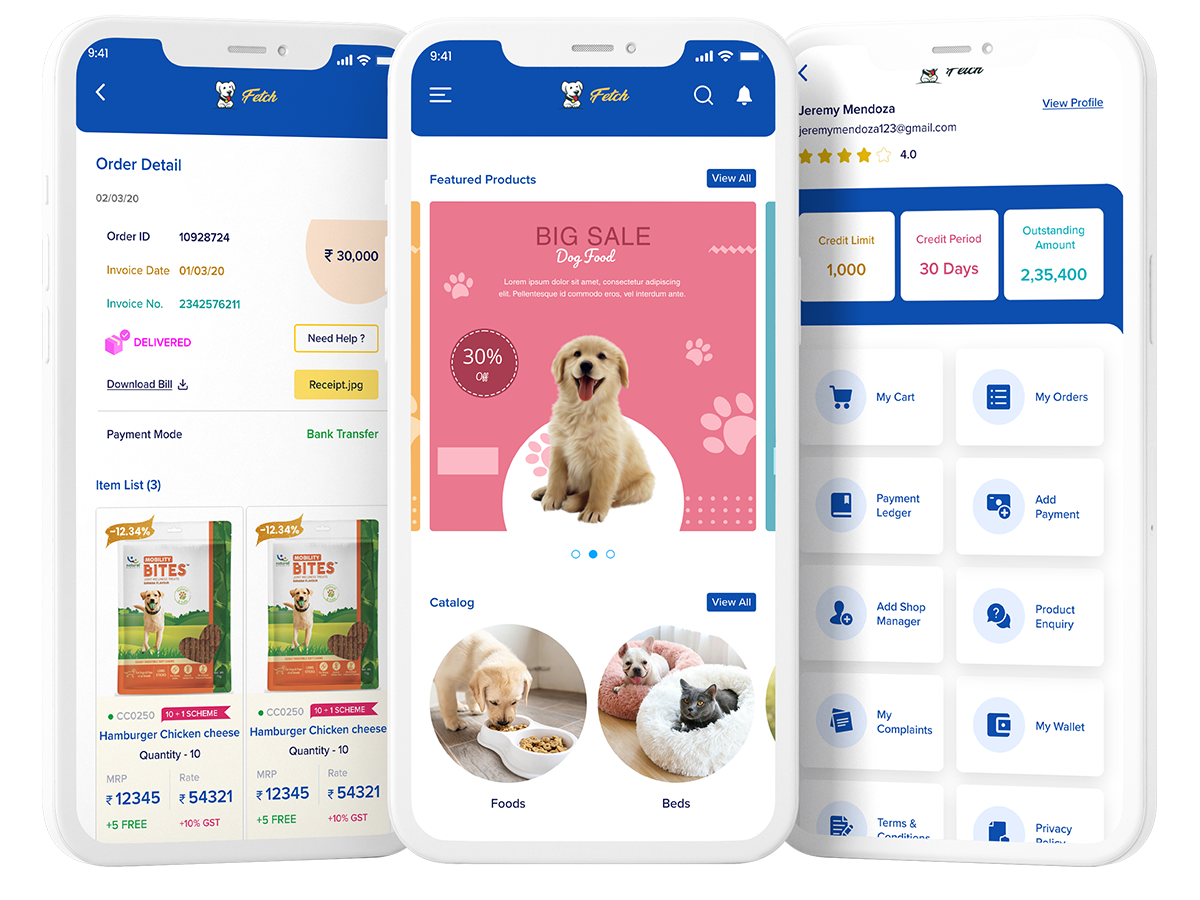 9:41
Fetch
Order Detail
02/03/20
Order ID 10928724
₹ 30,000
Invoice Date 01/03/20
Invoice No. 2342576211
DELIVERED
Need Help ?
Download Bill
Receipt.jpg
Payment Mode Bank Transfer
Item List (3)
-12.34%
MOBILITY
BITES
CC0250 10 + 1 SCHEME
Hamburger Chicken cheese
Quantity - 10
MRP Rate
₹ 12345 ₹ 54321
+5 FREE +10% GST
-12.34%
MOBILITY
BITES
CC0250 10 + 1 SCHEME
Hamburger Chicken cheese
Quantity - 10
MRP Rate
₹ 12345 ₹ 54321
+5 FREE +10% GST
9:41
Fetch
Featured Products View All
BIG SALE
Dog Food
Lorem ipsum dolor sit amet, consectetur adipiscing
elit. Pellentesque id commodo eros, vel interdum ante.
30%
Off
Catalog View All
Foods Beds
Fetch
Jeremy Mendoza
View Profile
jeremymendoza123@gmail.com
4.0
Credit Limit
1,000
Credit Period
30 Days
Outstanding
Amount
2,35,400
My Cart
My Orders
Payment
Ledger
Add
Payment
Add Shop
Manager
Product
Enquiry
My
Complaints
My Wallet
Terms &
Conditions
Privacy
Policy